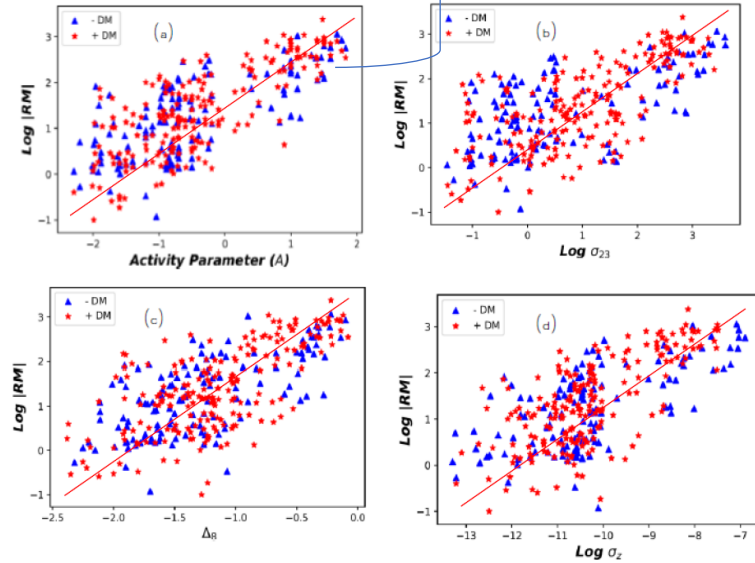 - DM
+ DM
(a)
3
2
1
0
−1
Log |RM|
−2
−1
0
1
2
Activity Parameter (A)
- DM
+ DM
(b)
3
2
1
0
−1
Log |RM|
−1
0
1
2
3
Log σ23
- DM
+ DM
(c)
3
2
1
0
−1
Log |RM|
−2.5
−2.0
−1.5
−1.0
−0.5
0.0
Δ8
- DM
+ DM
(d)
3
2
1
0
−1
Log |RM|
−13
−12
−11
−10
−9
−8
−7
Log σz